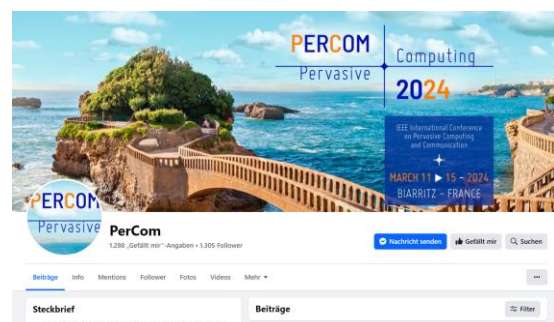 PERCOM
Pervasive
Computing
2024
IEEE International Conference
on Pervasive Computing
and Communication
MARCH 11 ▶ 15 - 2024
BIARRITZ - FRANCE
PERCOM
Pervasive
PerCom
1.288 „Gefällt mir“-Angaben • 1.305 Follower
Nachricht senden
Gefällt mir
Suchen
Beiträge Info Mentions Follower Fotos Videos Mehr
Steckbrief
Beiträge
Filter